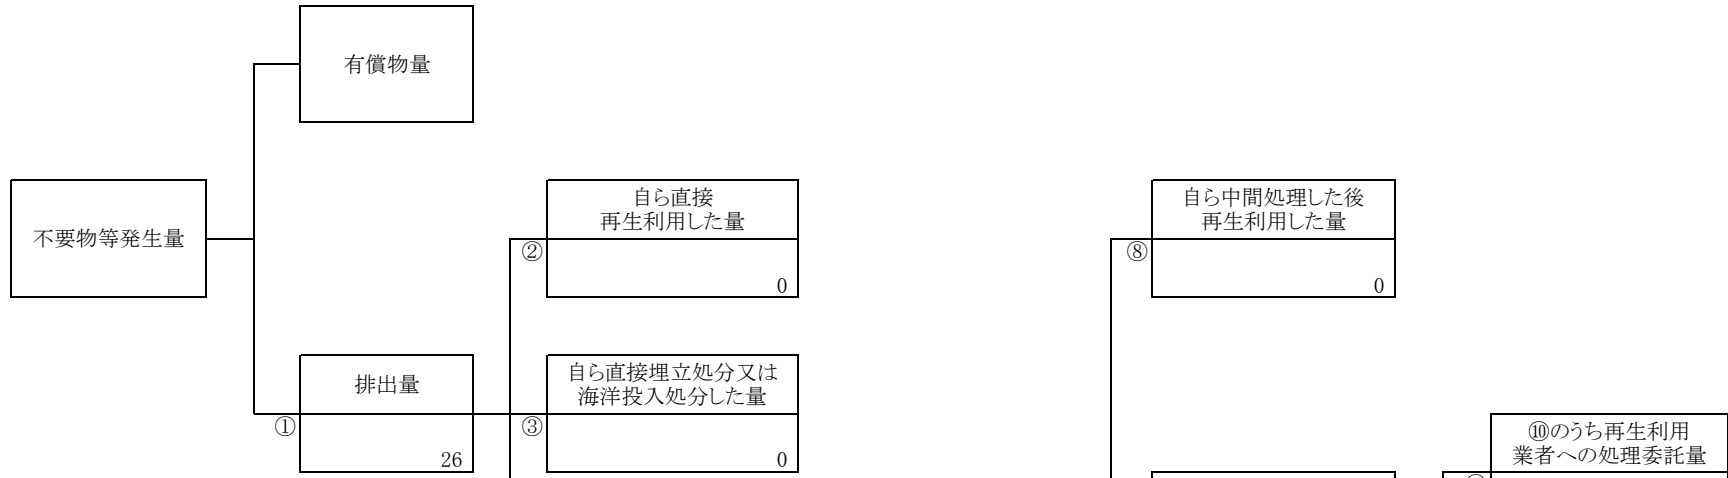 有償物量
不要物等発生量
自ら直接
再生利用した量
②
0
自ら中間処理した後
再生利用した量
⑧
0
排出量
①
26
自ら直接埋立処分又は
海洋投入処分した量
③
0
⑩のうち再生利用
業者への処理委託量